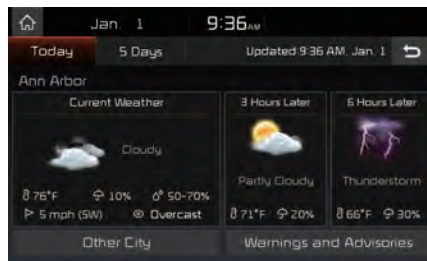 Jan. 1 9:36 AM
Today 5 Days Updated 9:36 AM, Jan. 1
Ann Arbor
Current Weather 3 Hours Later 6 Hours Later
Cloudy
Partly Cloudy Thunderstorm
76°F 10% 50-70%
5 mph (SW) Overcast 71°F 20% 66°F 30%
Other City Warnings and Advisories